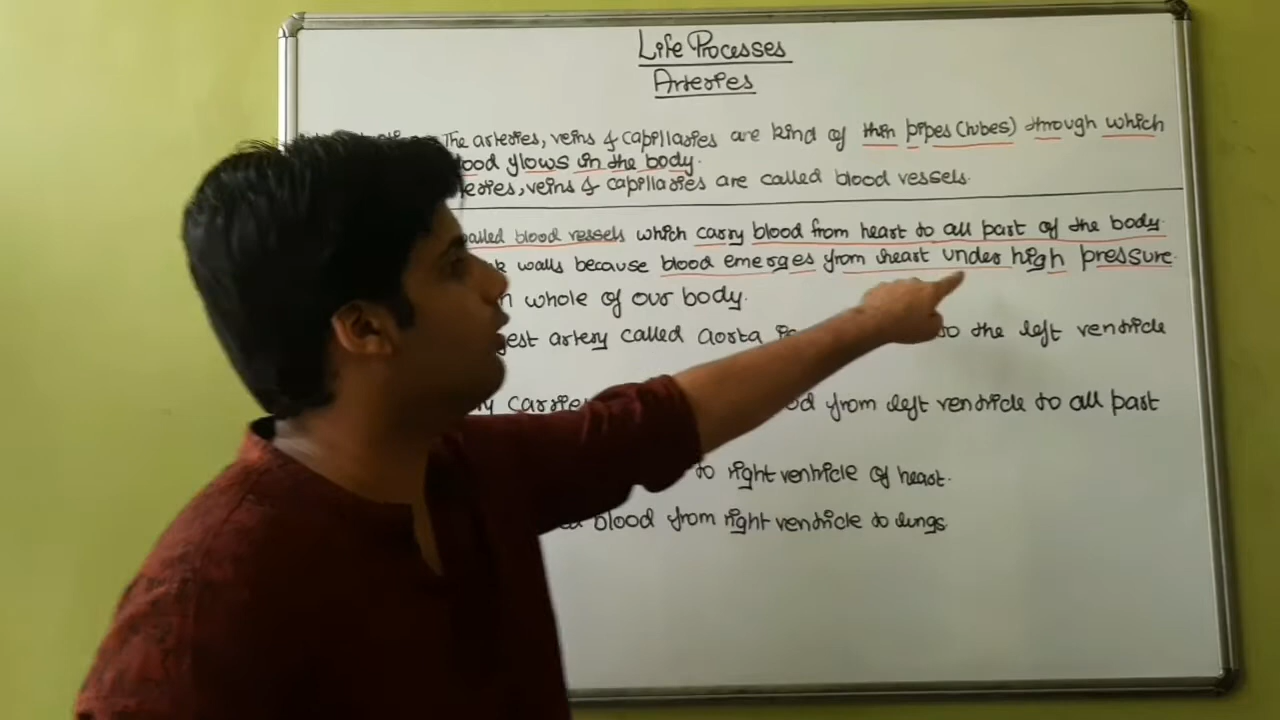 Life Processes
Arteries
The arteries, veins & capillaries are kind of thin pipes (tubes) through which
blood flows in the body.
arteries, veins & capillaries are called blood vessels.
called blood vessels which carry blood from heart to all part of the body.
walls because blood emerges from heart under high pressure.
in whole of our body.
artery called aorta is to the left ventricle
carries from left ventricle to all part
to right ventricle of heart.
blood from right ventricle to lungs